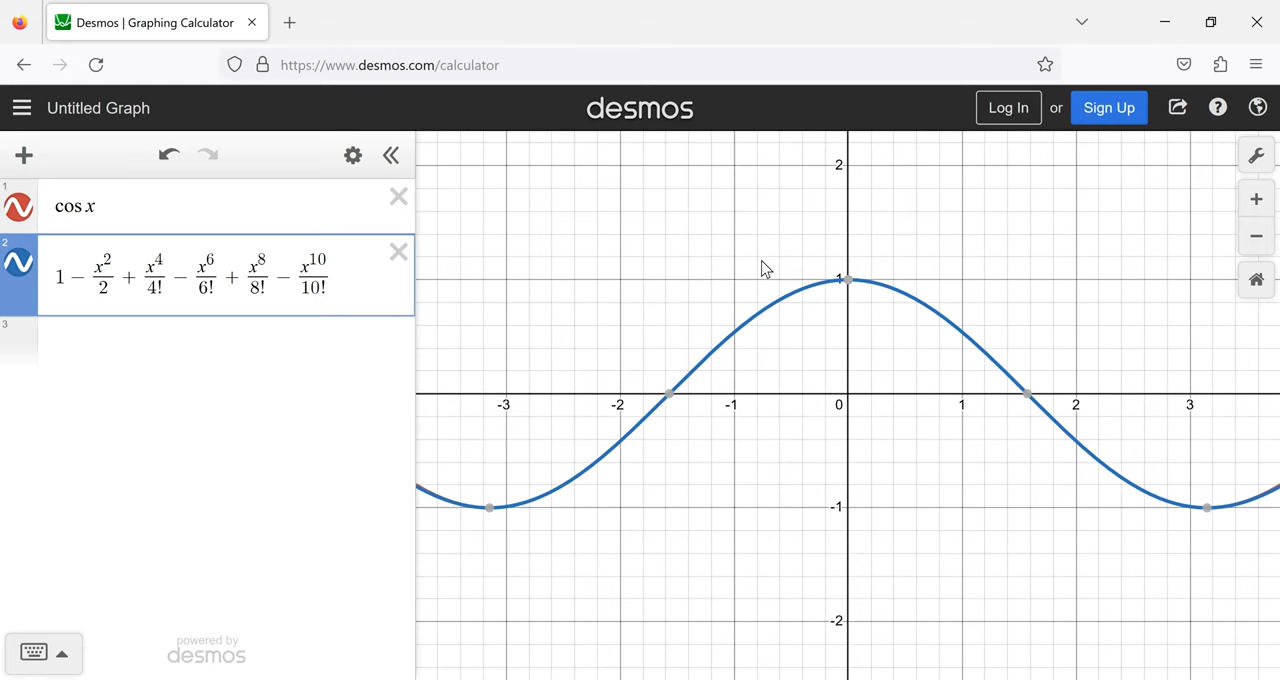 Desmos | Graphing Calculator
https://www.desmos.com/calculator
Untitled Graph
desmos
Log In or Sign Up
1
cos x
2
1 − x^2/2 + x^4/4! − x^6/6! + x^8/8! − x^10/10!
3
2
1
-3 -2 -1 0 1 2 3
-1
-2
powered by
desmos